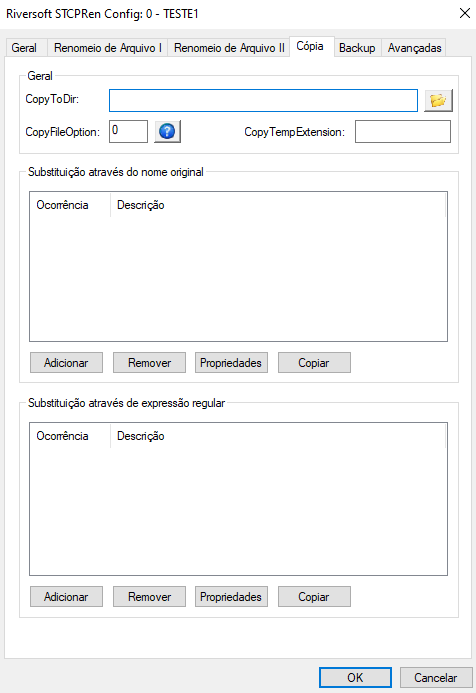 Riversoft STCPRen Config: 0 - TESTE1
Geral Renomeio de Arquivo I Renomeio de Arquivo II Cópia Backup Avançadas
Geral
CopyToDir:
CopyFileOption: 0 ? CopyTempExtension:
Substituição através do nome original
Ocorrência Descrição
Adicionar Remover Propriedades Copiar
Substituição através de expressão regular
Ocorrência Descrição
Adicionar Remover Propriedades Copiar
OK Cancelar